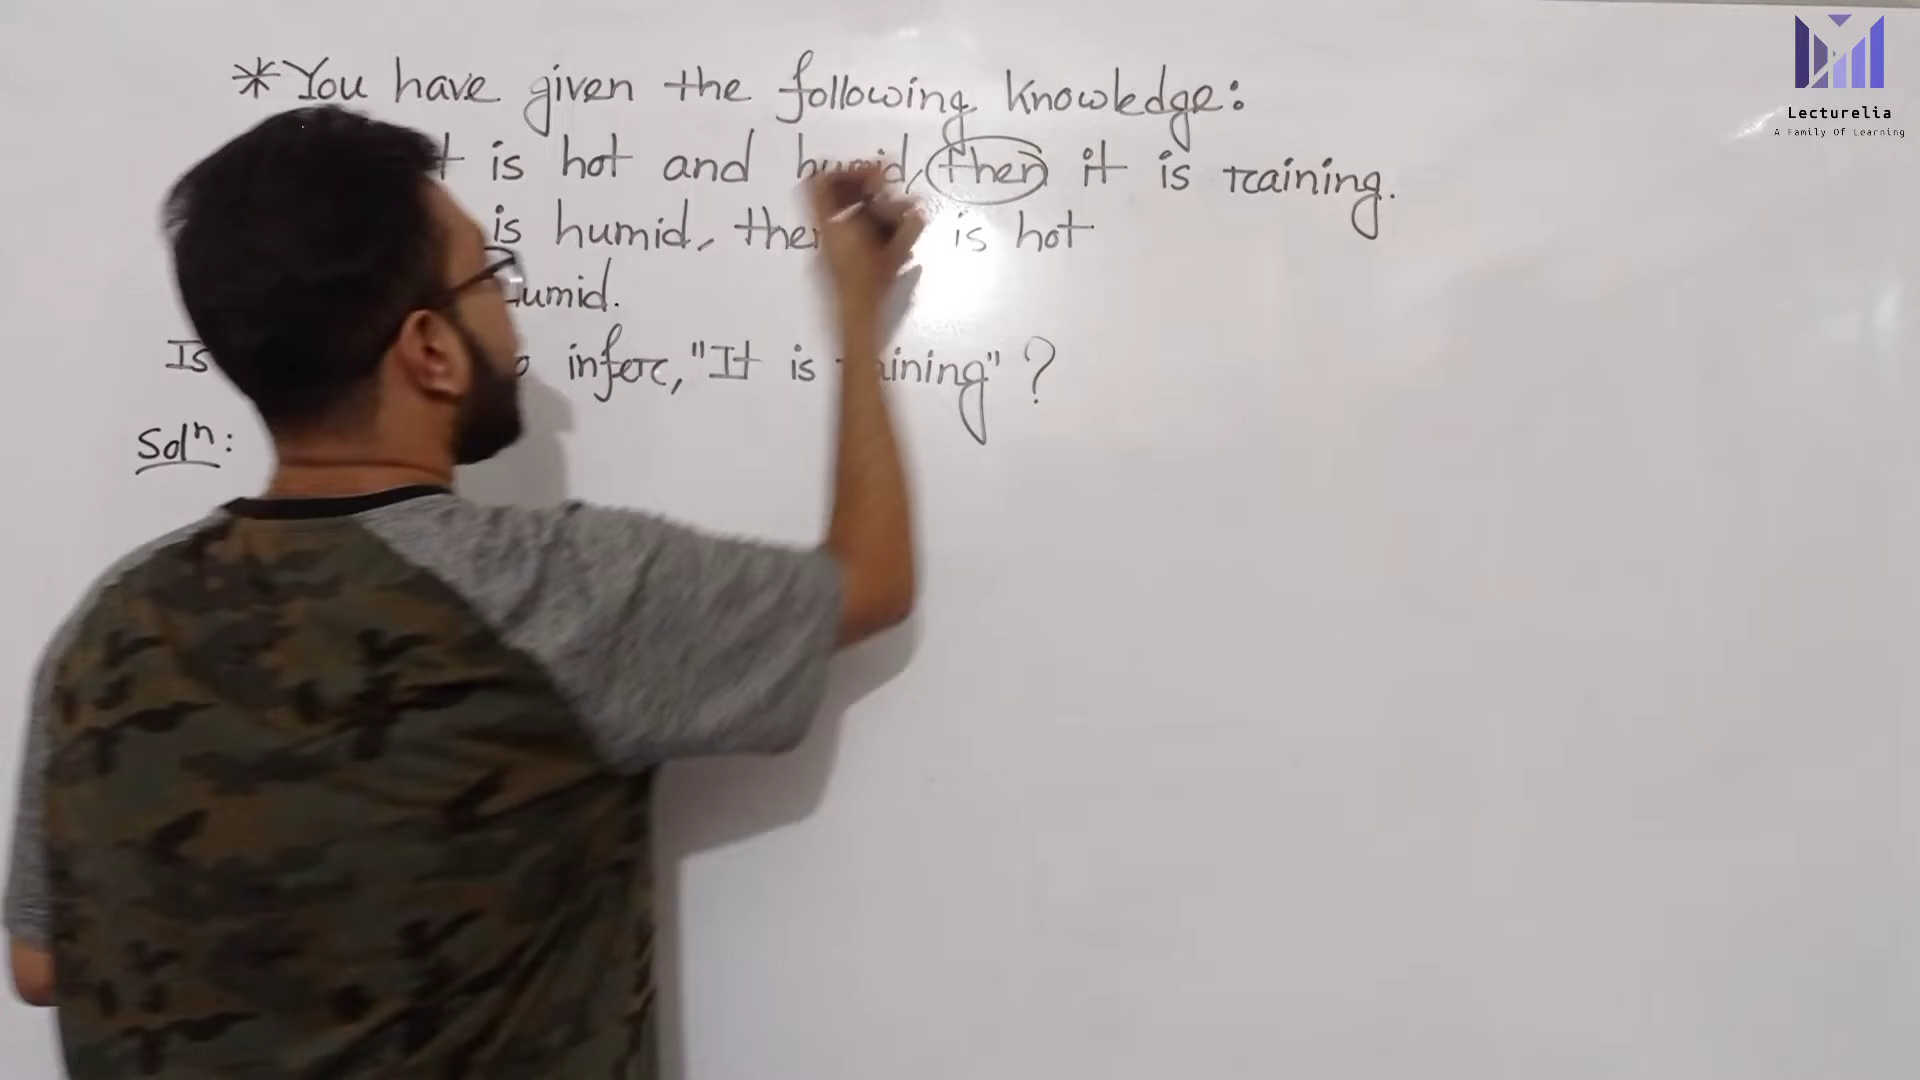 *You have given the following knowledge:
is hot and humid, then it is raining.
is humid, then is hot
humid.
Is infer, "It is raining" ?
Solⁿ:
Lecturelia
A Family Of Learning